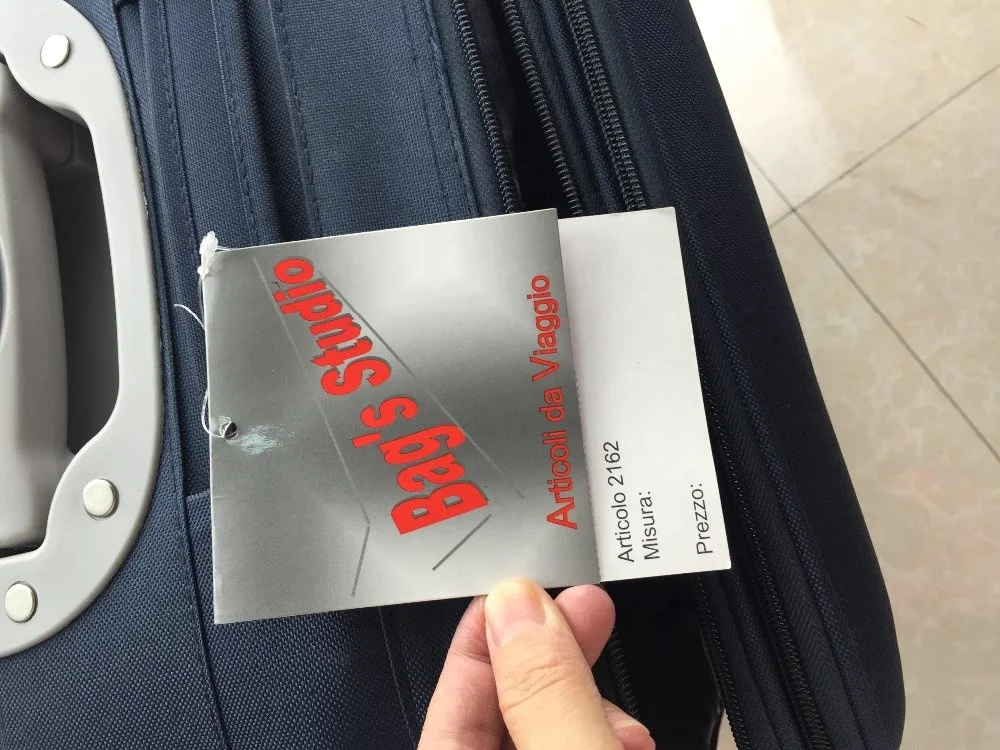 Bag's Studio
Articoli da Viaggio
Articolo 2162
Misura:
Prezzo: